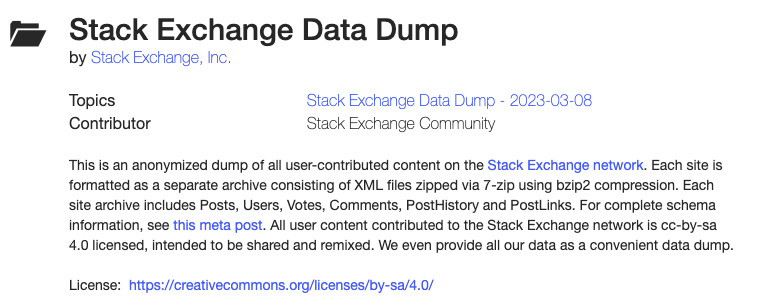 Stack Exchange Data Dump
by Stack Exchange, Inc.
Topics Stack Exchange Data Dump - 2023-03-08
Contributor Stack Exchange Community
This is an anonymized dump of all user-contributed content on the Stack Exchange network. Each site is
formatted as a separate archive consisting of XML files zipped via 7-zip using bzip2 compression. Each
site archive includes Posts, Users, Votes, Comments, PostHistory and PostLinks. For complete schema
information, see this meta post. All user content contributed to the Stack Exchange network is cc-by-sa
4.0 licensed, intended to be shared and remixed. We even provide all our data as a convenient data dump.
License: https://creativecommons.org/licenses/by-sa/4.0/